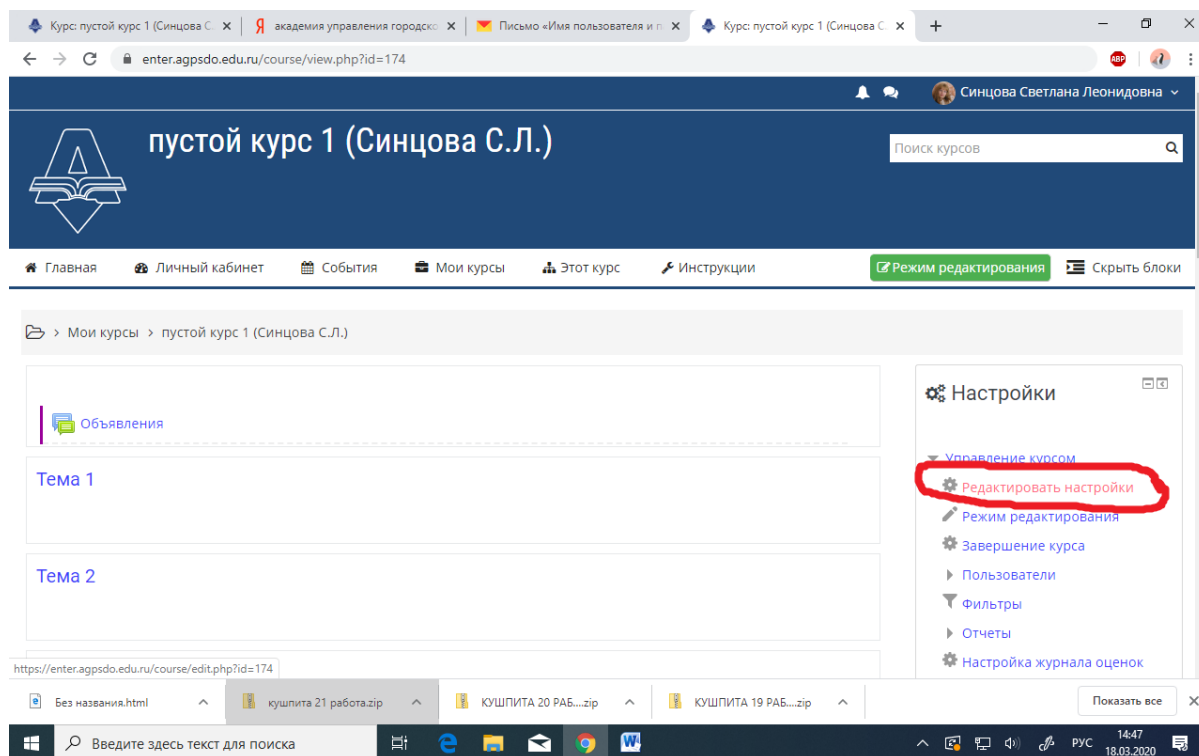 Курс: пустой курс 1 (Синцова С.
академия управления городско
Письмо «Имя пользователя и п
Курс: пустой курс 1 (Синцова С.
enter.agpsdo.edu.ru/course/view.php?id=174
ABP
Синцова Светлана Леонидовна
пустой курс 1 (Синцова С.Л.)
Поиск курсов
Главная
Личный кабинет
События
Мои курсы
Этот курс
Инструкции
Режим редактирования
Скрыть блоки
> Мои курсы > пустой курс 1 (Синцова С.Л.)
Объявления
Тема 1
Тема 2
Настройки
Управление курсом
Редактировать настройки
Режим редактирования
Завершение курса
Пользователи
Фильтры
Отчеты
Настройка журнала оценок
https://enter.agpsdo.edu.ru/course/edit.php?id=174
Без названия.html
кушпита 21 работа.zip
КУШПИТА 20 РАБ....zip
КУШПИТА 19 РАБ....zip
Показать все
Введите здесь текст для поиска
РУС
14:47
18.03.2020